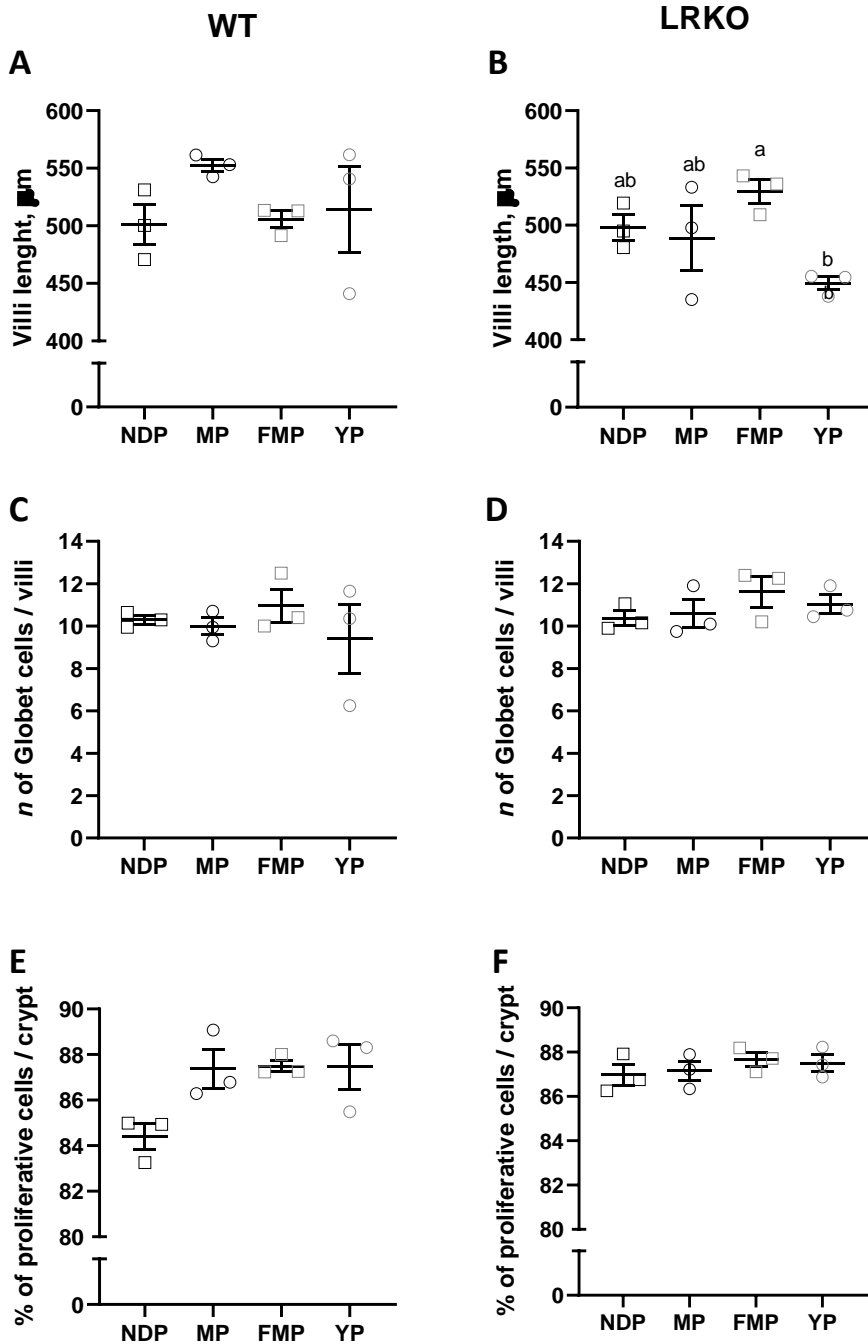 WT
LRKO
A
Villi lenght, m
600
550
500
450
400
0
NDP MP FMP YP
B
Villi length, m
600
550
500
450
400
0
ab
ab
a
b
b
NDP MP FMP YP
C
n of Globet cells / villi
14
12
10
8
6
4
2
0
NDP MP FMP YP
D
n of Globet cells / villi
14
12
10
8
6
4
2
0
NDP MP FMP YP
E
% of proliferative cells / crypt
90
88
86
84
82
80
0
NDP MP FMP YP
F
% of proliferative cells / crypt
90
88
86
84
82
80
0
NDP MP FMP YP